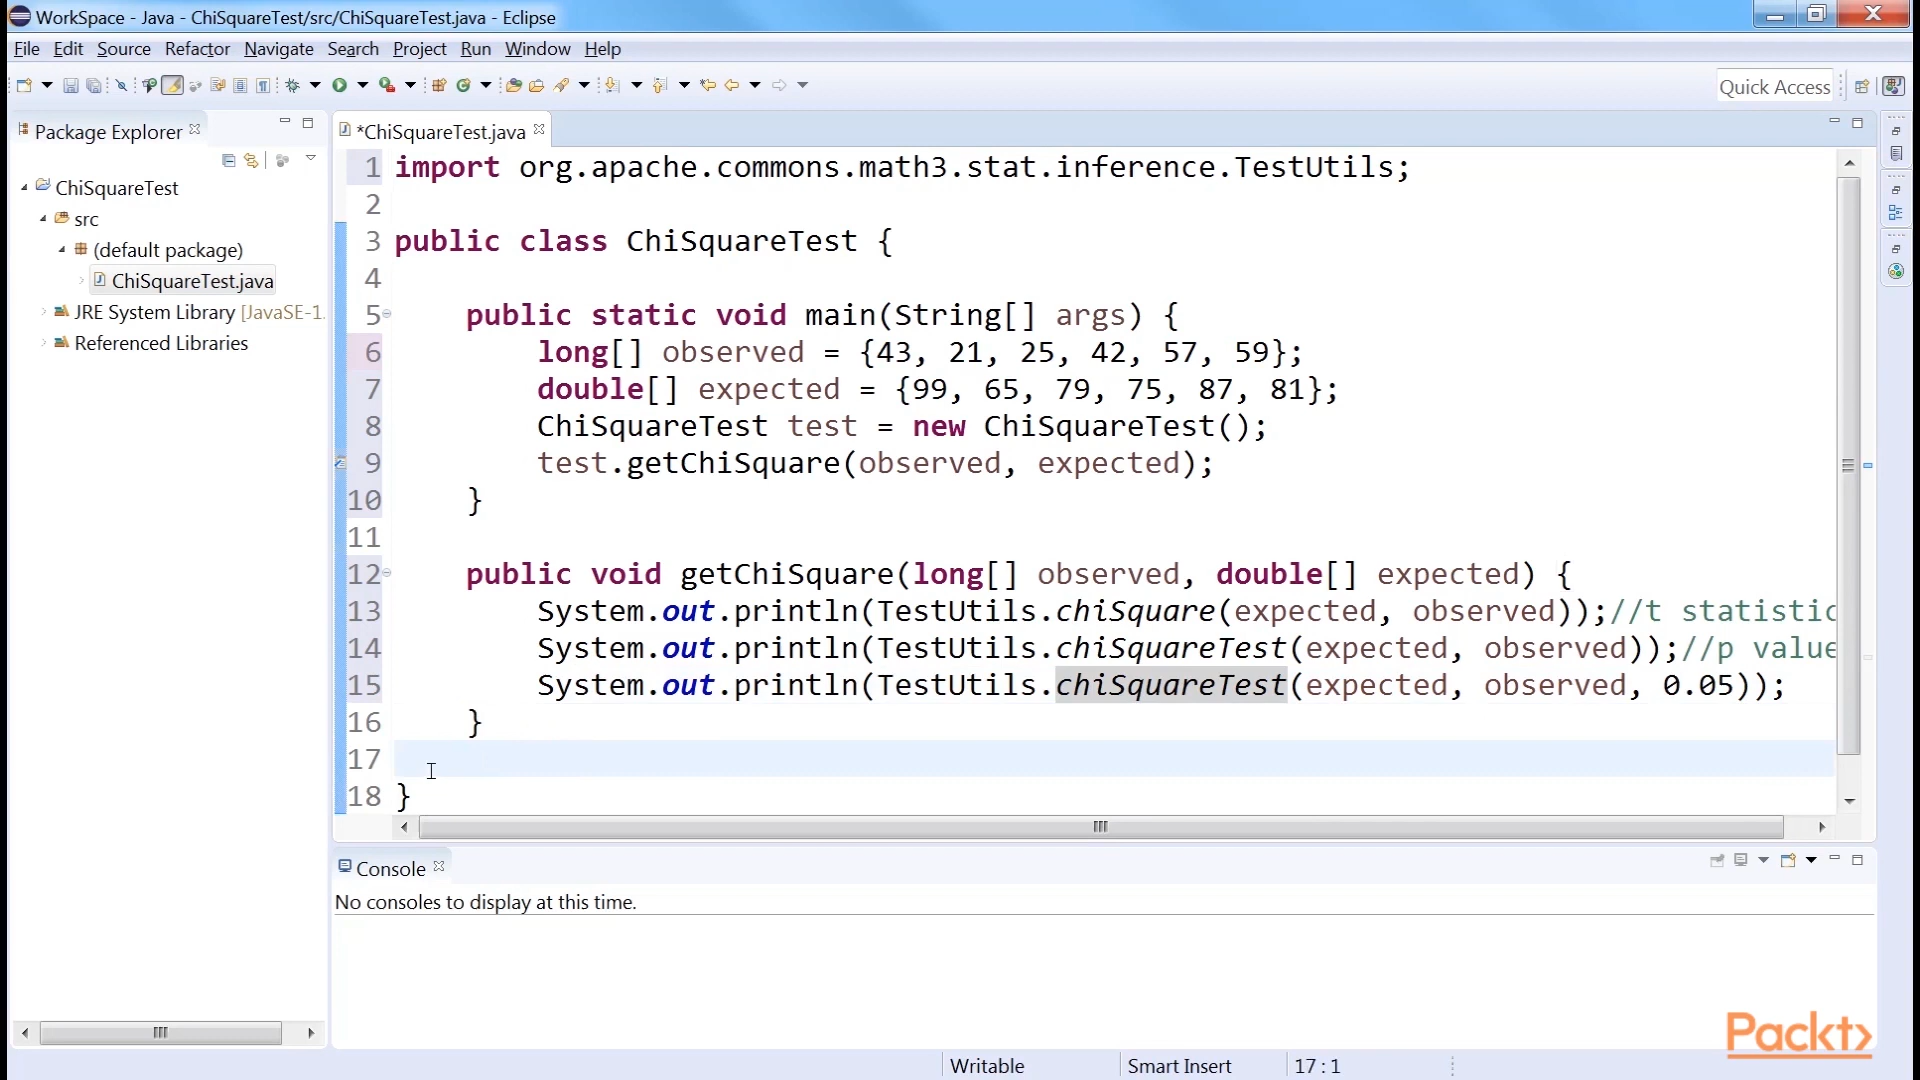 WorkSpace - Java - ChiSquareTest/src/ChiSquareTest.java - Eclipse
File Edit Source Refactor Navigate Search Project Run Window Help
Quick Access
Package Explorer
ChiSquareTest
src
(default package)
ChiSquareTest.java
JRE System Library [JavaSE-1.
Referenced Libraries
*ChiSquareTest.java
1 import org.apache.commons.math3.stat.inference.TestUtils;
2
3 public class ChiSquareTest {
4
5 public static void main(String[] args) {
6 long[] observed = {43, 21, 25, 42, 57, 59};
7 double[] expected = {99, 65, 79, 75, 87, 81};
8 ChiSquareTest test = new ChiSquareTest();
9 test.getChiSquare(observed, expected);
10 }
11
12 public void getChiSquare(long[] observed, double[] expected) {
13 System.out.println(TestUtils.chiSquare(expected, observed));//t statistic
14 System.out.println(TestUtils.chiSquareTest(expected, observed));//p value
15 System.out.println(TestUtils.chiSquareTest(expected, observed, 0.05));
16 }
17
18 }
Console
No consoles to display at this time.
Packt>
Writable
Smart Insert
17 : 1